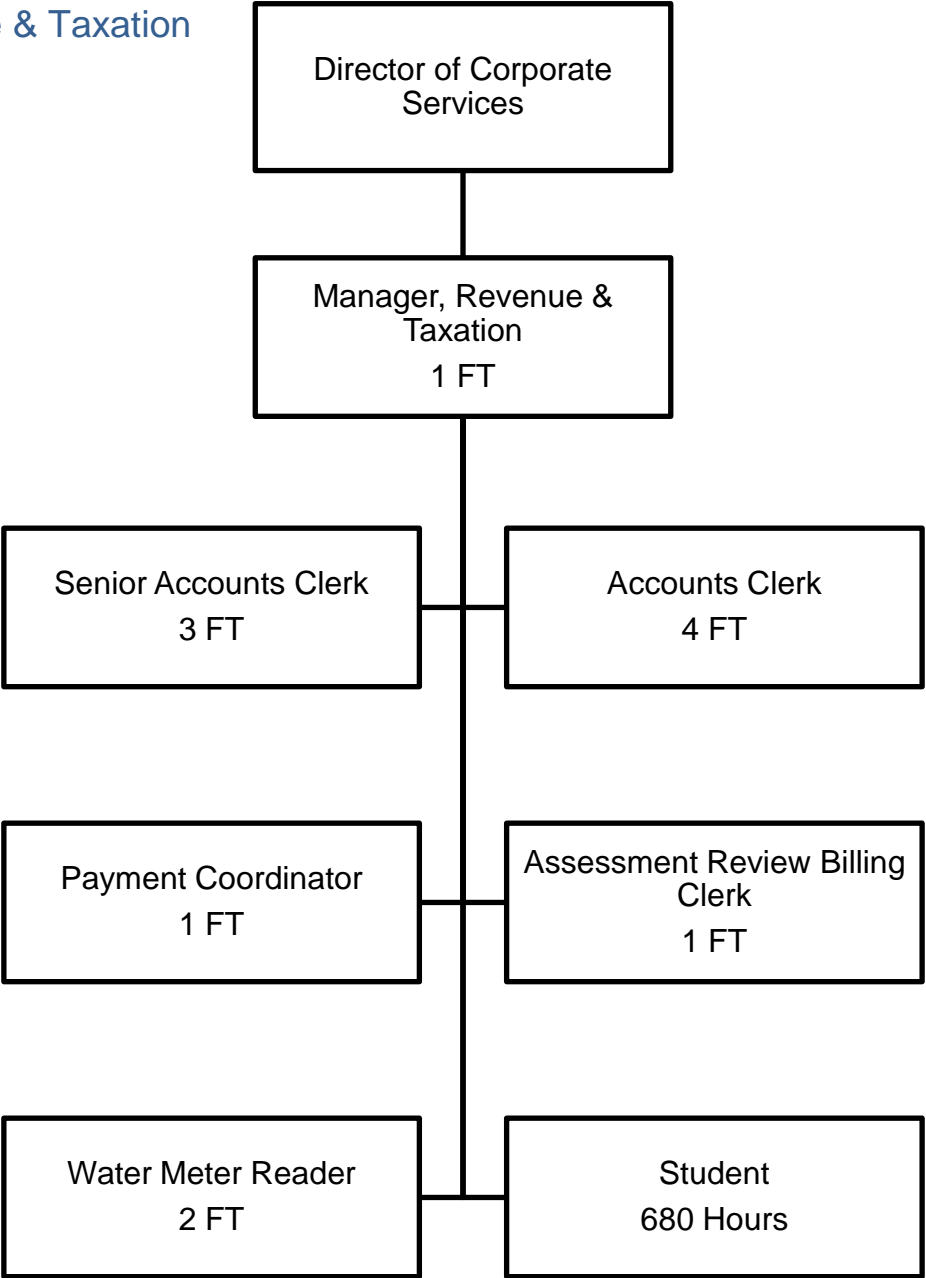 & Taxation
Director of Corporate
Services
Manager, Revenue &
Taxation
1 FT
Senior Accounts Clerk
3 FT
Accounts Clerk
4 FT
Payment Coordinator
1 FT
Assessment Review Billing
Clerk
1 FT
Water Meter Reader
2 FT
Student
680 Hours